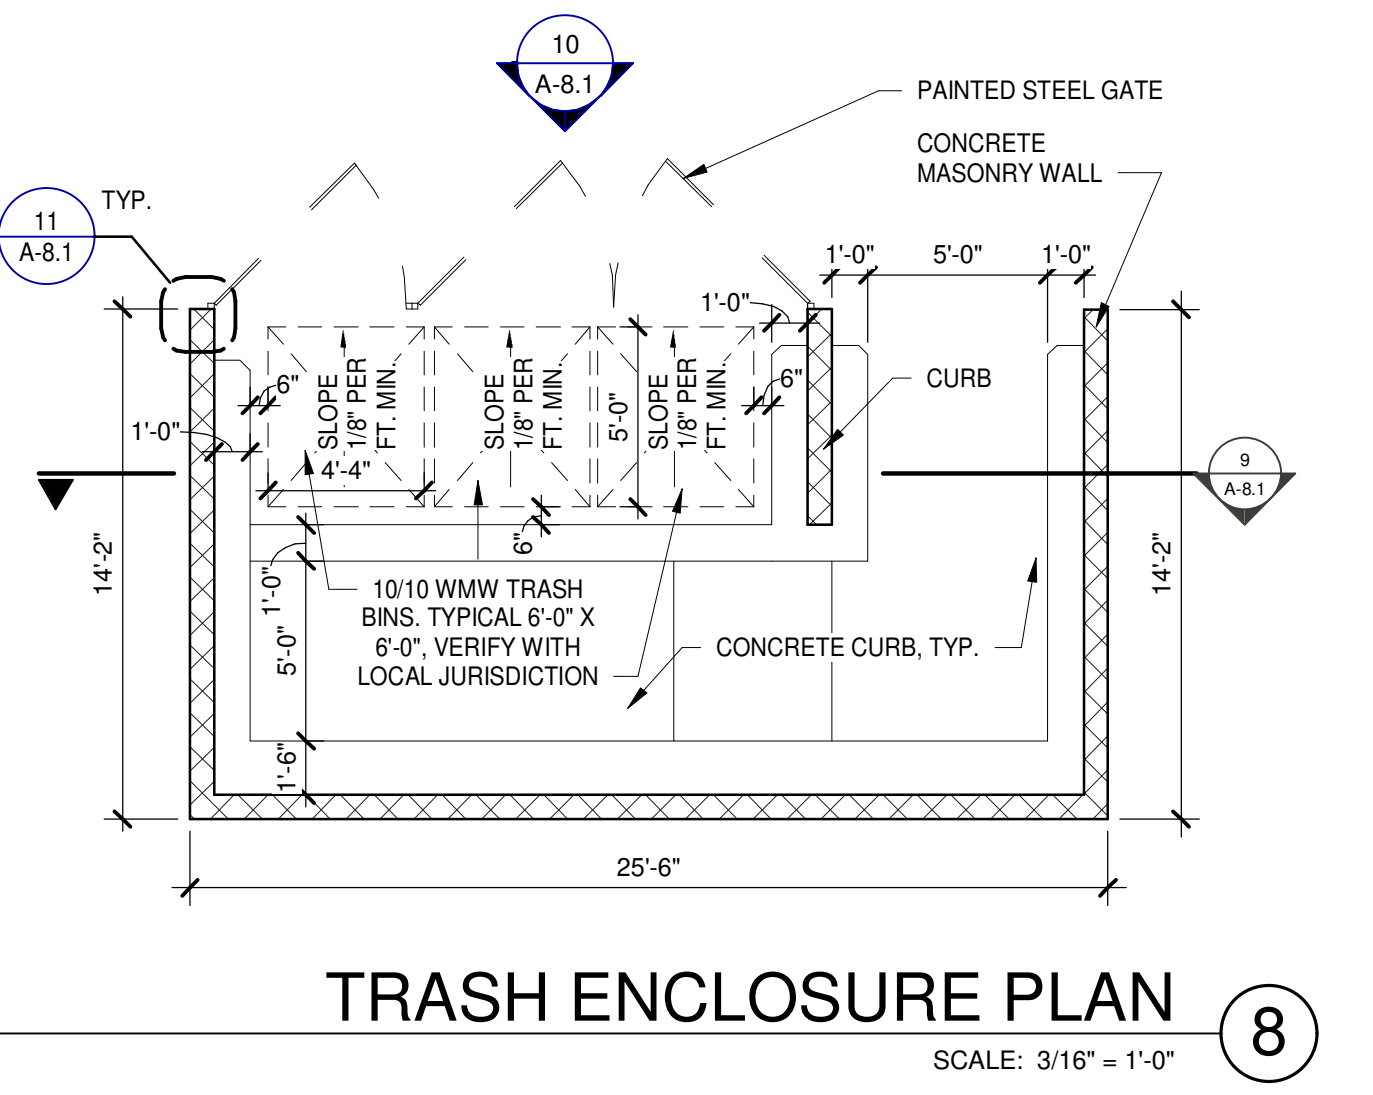 10
A-8.1
PAINTED STEEL GATE
CONCRETE
MASONRY WALL
TYP.
11
A-8.1
1'-0"
5'-0"
1'-0"
1'-0"
SLOPE
1/8" PER
FT. MIN.
SLOPE
1/8" PER
FT. MIN.
5'-0"
SLOPE
1/8" PER
FT. MIN.
6"
6"
CURB
1'-0"
4'-4"
9
A-8.1
6"
14'-2"
14'-2"
1'-0"
5'-0"
1'-6"
10/10 WMW TRASH
BINS. TYPICAL 6'-0" X
6'-0", VERIFY WITH
LOCAL JURISDICTION
CONCRETE CURB, TYP.
25'-6"
TRASH ENCLOSURE PLAN
8
SCALE: 3/16" = 1'-0"